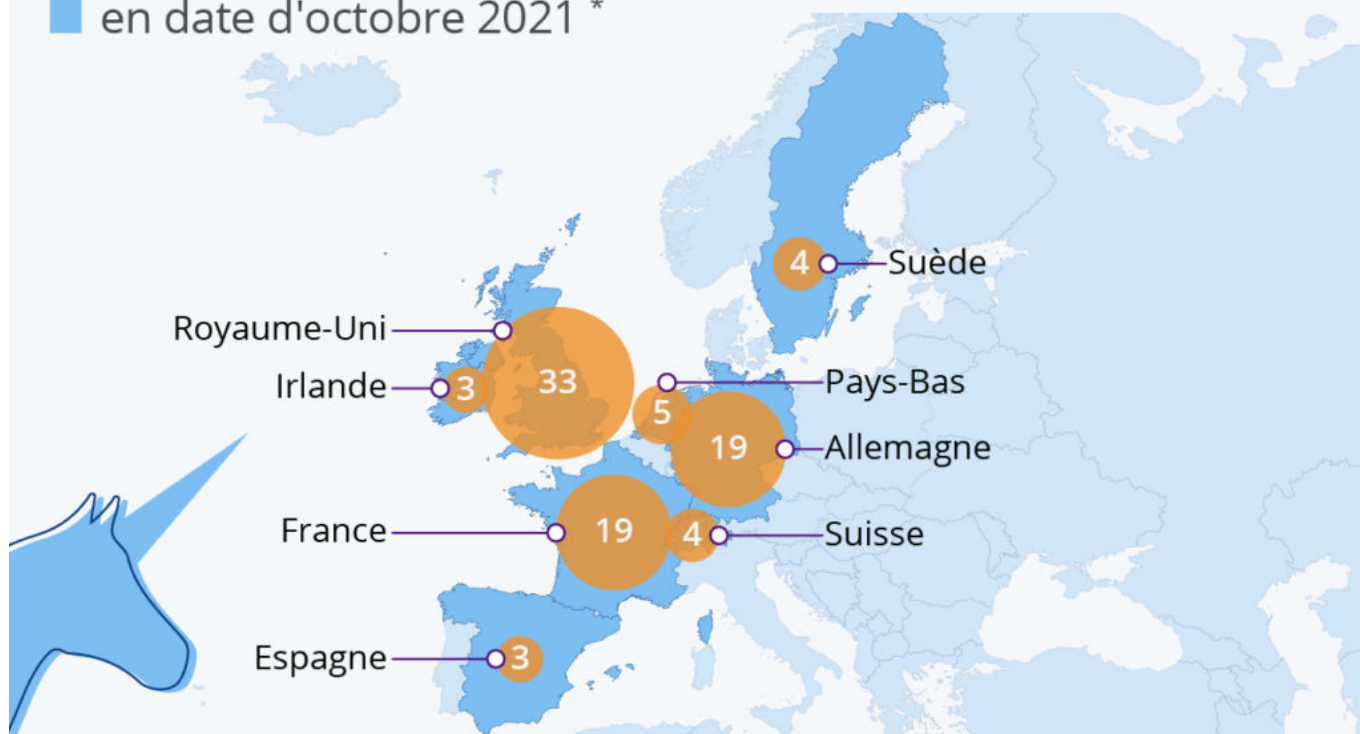 en date d'octobre 2021 *
4
Suède
Royaume-Uni
33
Irlande
3
Pays-Bas
5
19
Allemagne
France
19
4
Suisse
Espagne
3